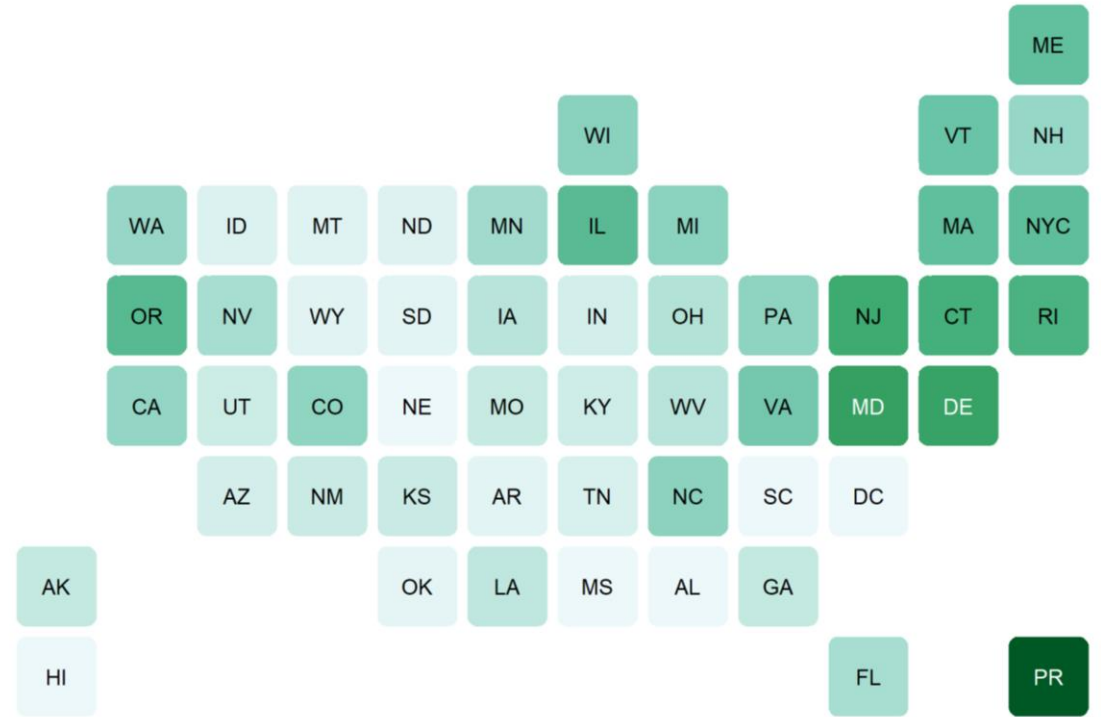 ME
WI VT NH
WA ID MT ND MN IL MI MA NYC
OR NV WY SD IA IN OH PA NJ CT RI
CA UT CO NE MO KY WV VA MD DE
AZ NM KS AR TN NC SC DC
AK OK LA MS AL GA
HI FL PR